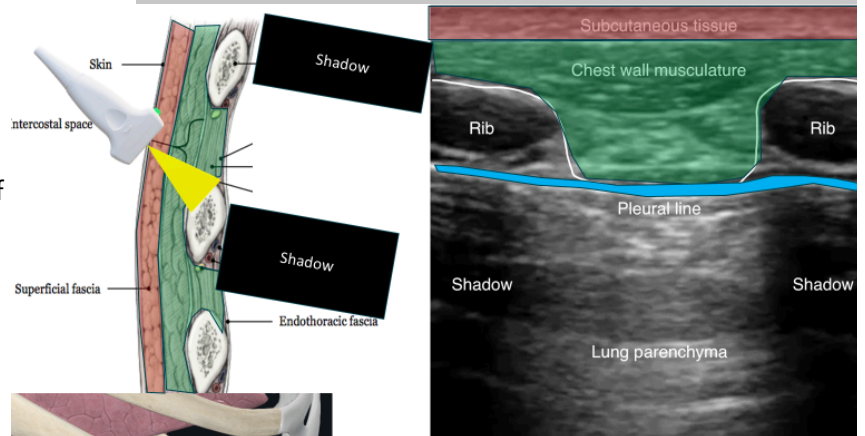 Skin
Intercostal space
f
Superficial fascia
Shadow
Shadow
Endothoracic fascia
Subcutaneous tissue
Chest wall musculature
Rib
Rib
Pleural line
Shadow
Shadow
Lung parenchyma